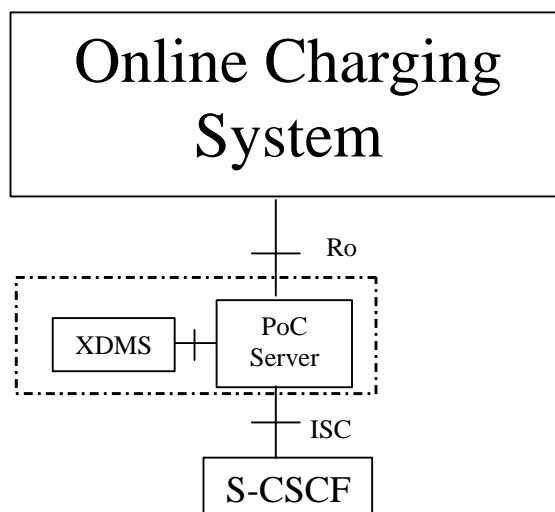 Online Charging
System
Ro
XDMS
PoC
Server
ISC
S-CSCF